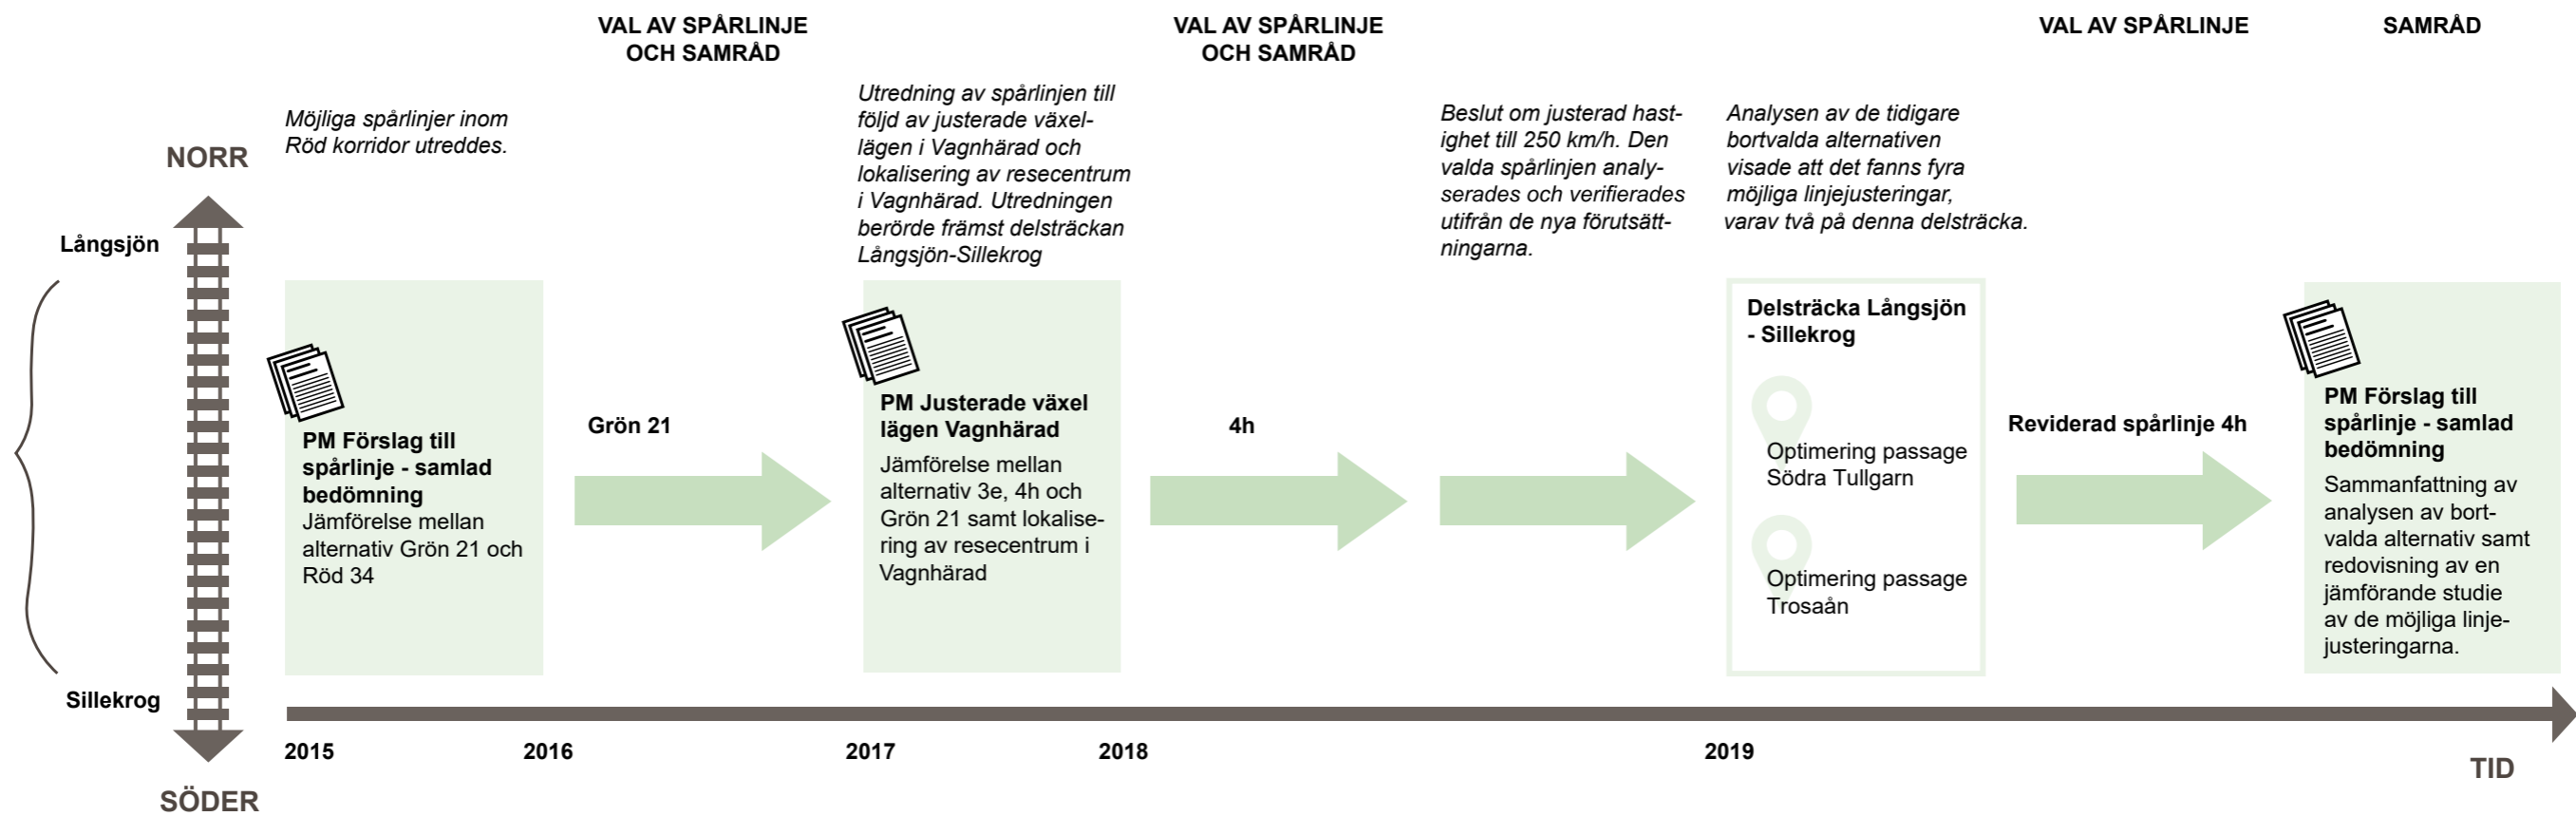 VAL AV SPÅRLINJE
OCH SAMRÅD
VAL AV SPÅRLINJE
OCH SAMRÅD
VAL AV SPÅRLINJE
SAMRÅD
Möjliga spårlinjer inom
Röd korridor utreddes.
Utredning av spårlinjen till
följd av justerade växel-
lägen i Vagnhärad och
lokalisering av resecentrum
i Vagnhärad. Utredningen
berörde främst delsträckan
Långsjön-Sillekrog
Beslut om justerad hast-
ighet till 250 km/h. Den
valda spårlinjen analy-
serades och verifierades
utifrån de nya förutsätt-
ningarna.
Analysen av de tidigare
bortvalda alternativen
visade att det fanns fyra
möjliga linjejusteringar,
varav två på denna delsträcka.
NORR
Långsjön
Sillekrog
SÖDER
PM Förslag till
spårlinje - samlad
bedömning
Jämförelse mellan
alternativ Grön 21 och
Röd 34
Grön 21
PM Justerade växel
lägen Vagnhärad
Jämförelse mellan
alternativ 3e, 4h och
Grön 21 samt lokalise-
ring av resecentrum i
Vagnhärad
4h
Delsträcka Långsjön
- Sillekrog
Optimering passage
Södra Tullgarn
Optimering passage
Trosaån
Reviderad spårlinje 4h
PM Förslag till
spårlinje - samlad
bedömning
Sammanfattning av
analysen av bort-
valda alternativ samt
redovisning av en
jämförande studie
av de möjliga linje-
justeringarna.
2015
2016
2017
2018
2019
TID